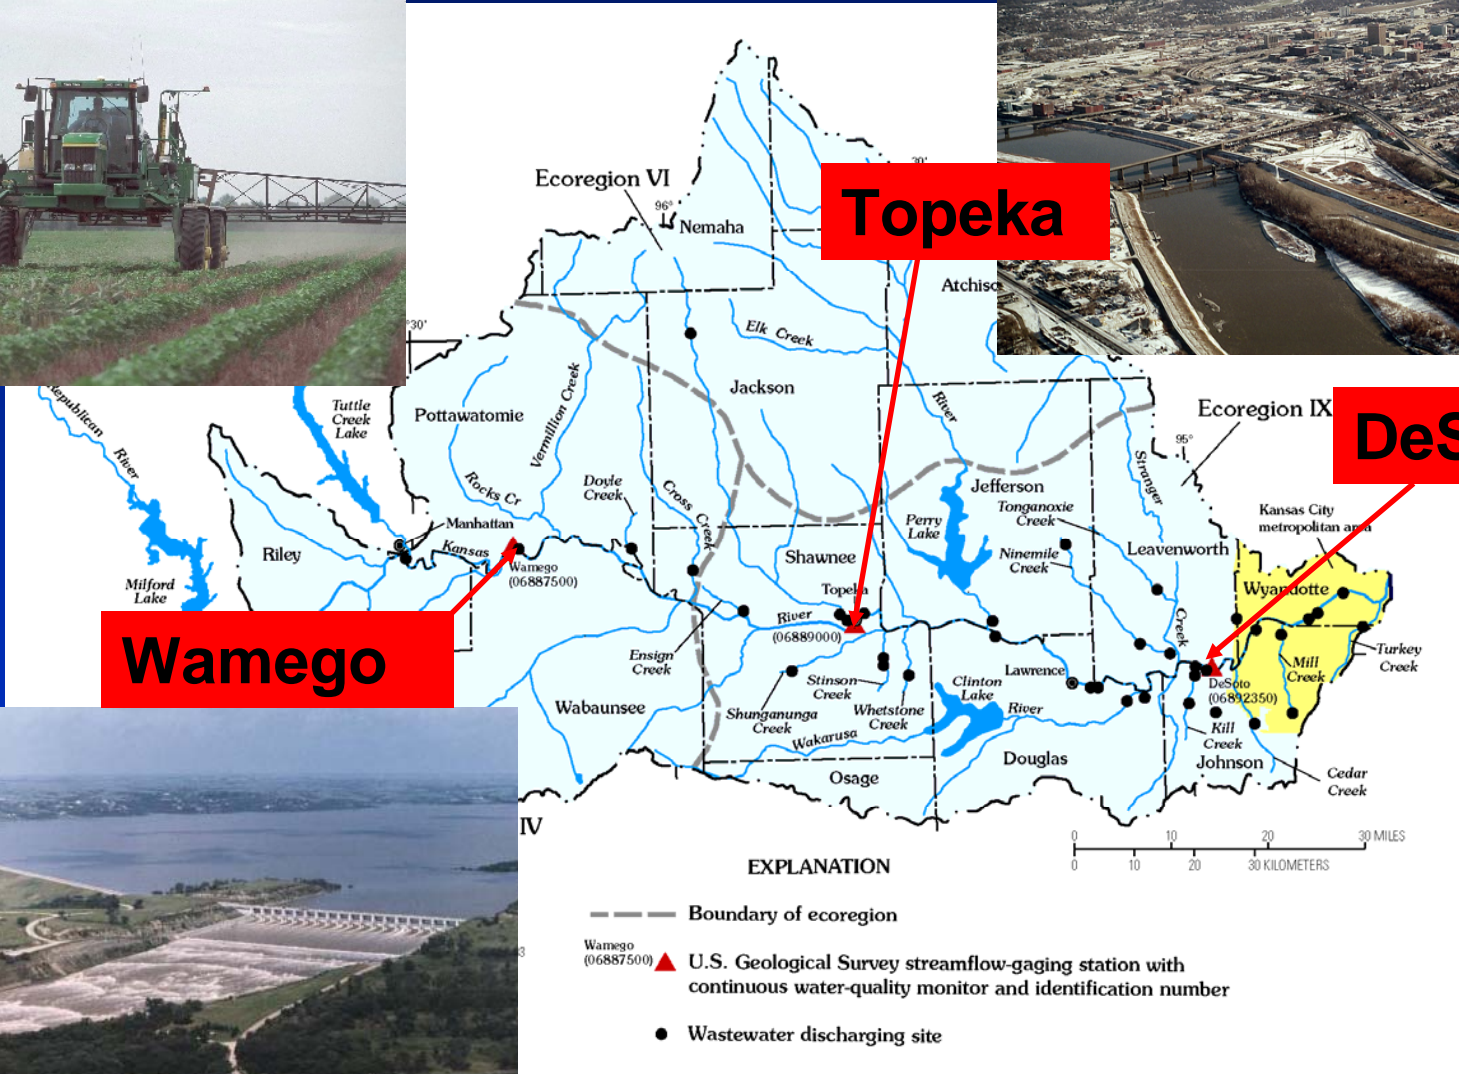 Ecoregion VI
96°
39'
Nemaha
Topeka
Atchiso
30'
Elk Creek
Jackson
Republican
River
Tuttle
Creek
Lake
Pottawatomie
Vermillion Creek
River
Ecoregion IX
95°
DeS
Rocks Cr
Doyle
Creek
Cross Creek
Stranger
Creek
Jefferson
Tonganoxie
Creek
Perry
Lake
Ninemile
Creek
Leavenworth
Kansas City
metropolitan area
Manhattan
Kansas
Riley
Milford
Lake
Wamego
(06887500)
Shawnee
Topeka
River
(06889000)
Wyandotte
Wamego
Ensign
Creek
Stinson
Creek
Lawrence
Clinton
Lake
River
DeSoto
(06892350)
Mill
Creek
Turkey
Creek
Wabaunsee
Shunganunga
Creek
Whetstone
Creek
Wakarusa
Kill
Creek
Johnson
Osage
Douglas
Cedar
Creek
IV
0 10 20 30 MILES
0 10 20 30 KILOMETERS
EXPLANATION
Boundary of ecoregion
Wamego
(06887500)
U.S. Geological Survey streamflow-gaging station with
continuous water-quality monitor and identification number
Wastewater discharging site